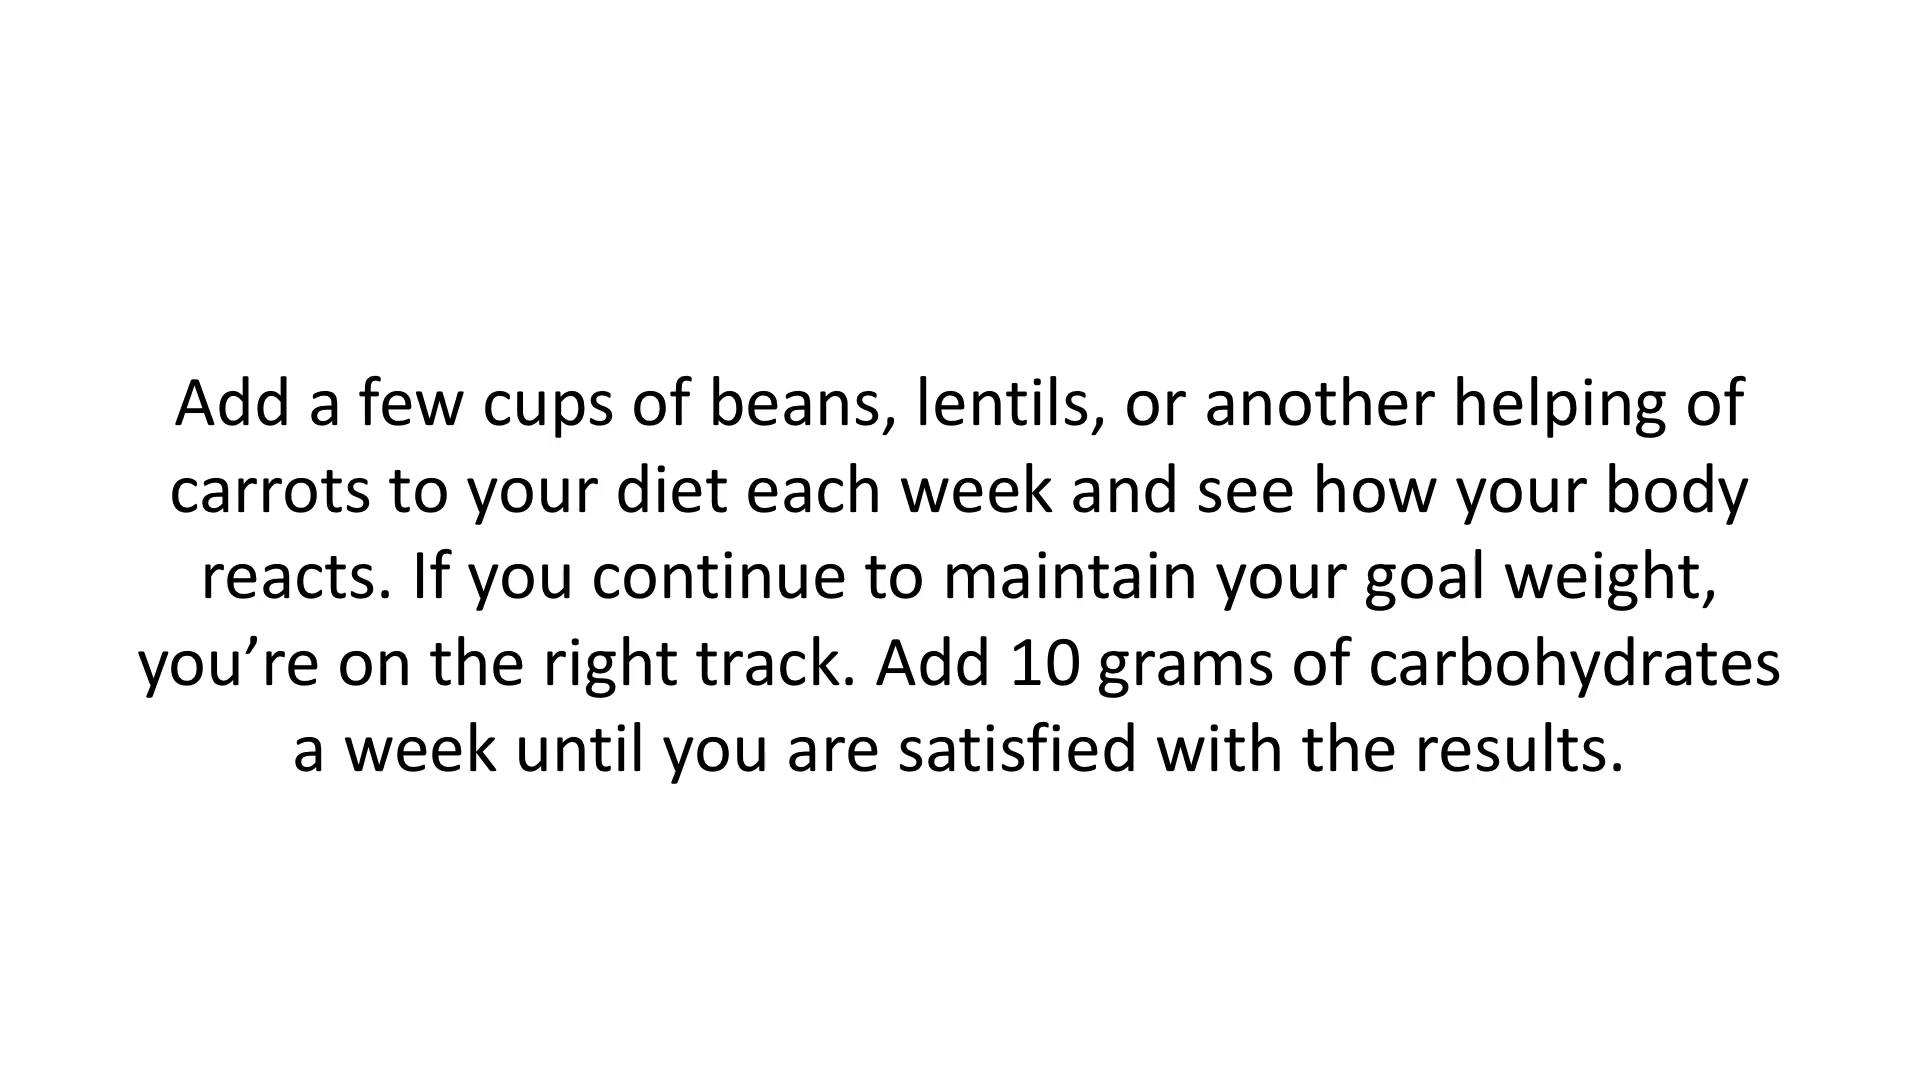 Add a few cups of beans, lentils, or another helping of
carrots to your diet each week and see how your body
reacts. If you continue to maintain your goal weight,
you’re on the right track. Add 10 grams of carbohydrates
a week until you are satisfied with the results.